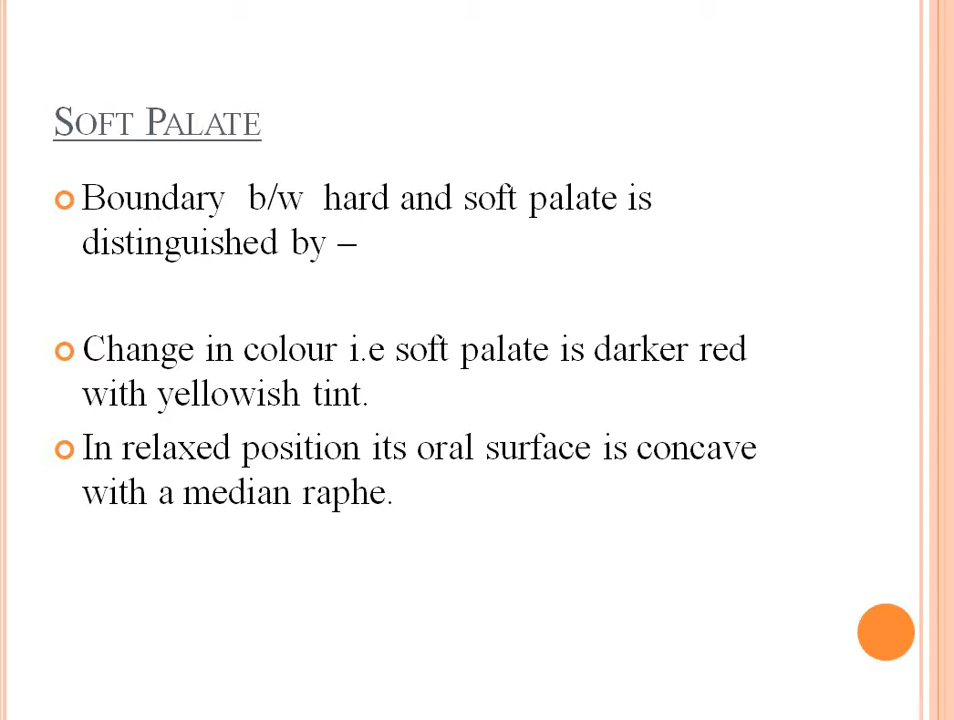 SOFT PALATE
Boundary b/w hard and soft palate is
distinguished by –
Change in colour i.e soft palate is darker red
with yellowish tint.
In relaxed position its oral surface is concave
with a median raphe.